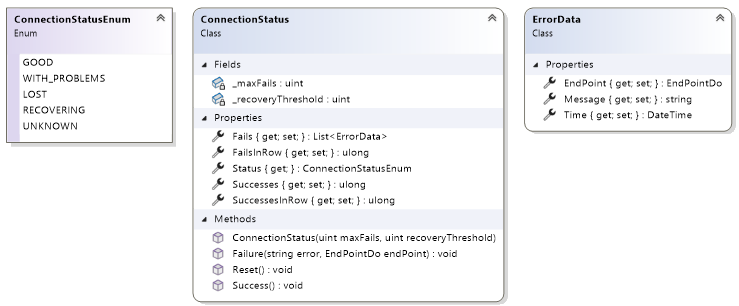 ConnectionStatusEnum
Enum
GOOD
WITH_PROBLEMS
LOST
RECOVERING
UNKNOWN
ConnectionStatus
Class
Fields
_maxFails : uint
_recoveryThreshold : uint
Properties
Fails { get; set; } : List<ErrorData>
FailsInRow { get; set; } : ulong
Status { get; } : ConnectionStatusEnum
Successes { get; set; } : ulong
SuccessesInRow { get; set; } : ulong
Methods
ConnectionStatus(uint maxFails, uint recoveryThreshold)
Failure(string error, EndPointDo endPoint) : void
Reset() : void
Success() : void
ErrorData
Class
Properties
EndPoint { get; set; } : EndPointDo
Message { get; set; } : string
Time { get; set; } : DateTime